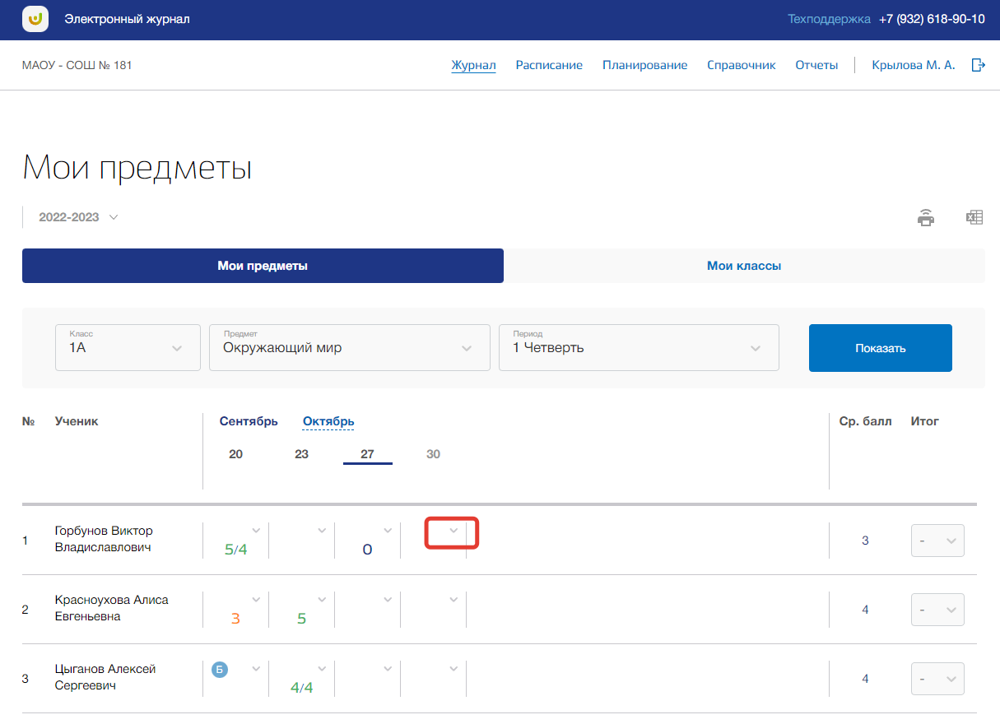 Электронный журнал
Техподдержка +7 (932) 618-90-10
МАОУ - СОШ № 181
Журнал Расписание Планирование Справочник Отчеты Крылова М. А.
Мои предметы
2022-2023
Мои предметы Мои классы
Класс Предмет Период
1А Окружающий мир 1 Четверть Показать
№ Ученик Сентябрь Октябрь Ср. балл Итог
20 23 27 30
1 Горбунов Виктор Владиславлович 5/4 О 3 -
2 Красноухова Алиса Евгеньевна 3 5 4 -
3 Цыганов Алексей Сергеевич Б 4/4 4 -